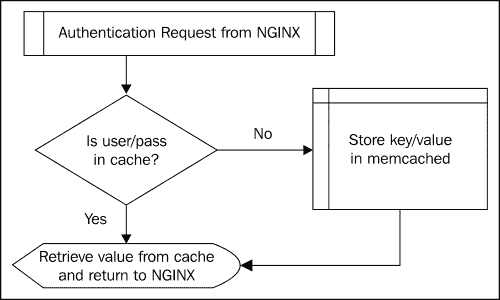 Authentication Request from NGINX
Is user/pass
in cache?
No
Store key/value
in memcached
Yes
Retrieve value from cache
and return to NGINX